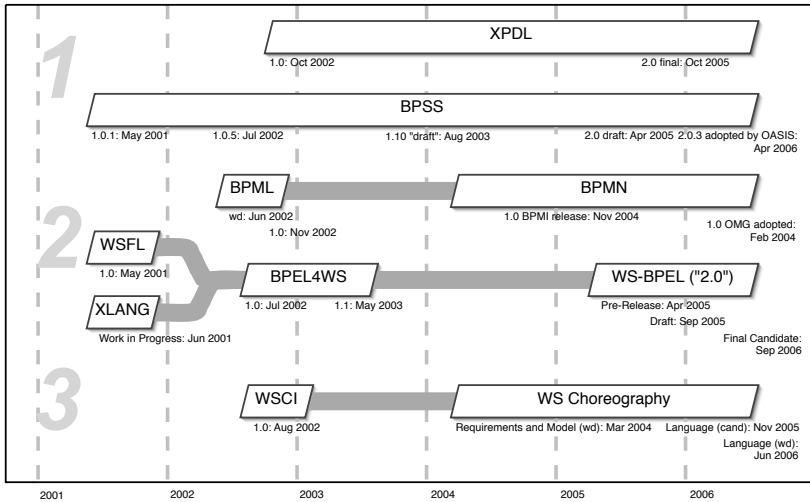 1
XPDL
1.0: Oct 2002
2.0 final: Oct 2005
BPSS
1.0.1: May 2001
1.0.5: Jul 2002
1.10 "draft": Aug 2003
2.0 draft: Apr 2005
2.0.3 adopted by OASIS:
Apr 2006
2
BPML
wd: Jun 2002
1.0: Nov 2002
BPMN
1.0 BPMI release: Nov 2004
1.0 OMG adopted:
Feb 2004
WSFL
1.0: May 2001
XLANG
Work in Progress: Jun 2001
BPEL4WS
1.0: Jul 2002
1.1: May 2003
WS-BPEL ("2.0")
Pre-Release: Apr 2005
Draft: Sep 2005
Final Candidate:
Sep 2006
3
WSCI
1.0: Aug 2002
WS Choreography
Requirements and Model (wd): Mar 2004
Language (cand): Nov 2005
Language (wd):
Jun 2006
2001
2002
2003
2004
2005
2006